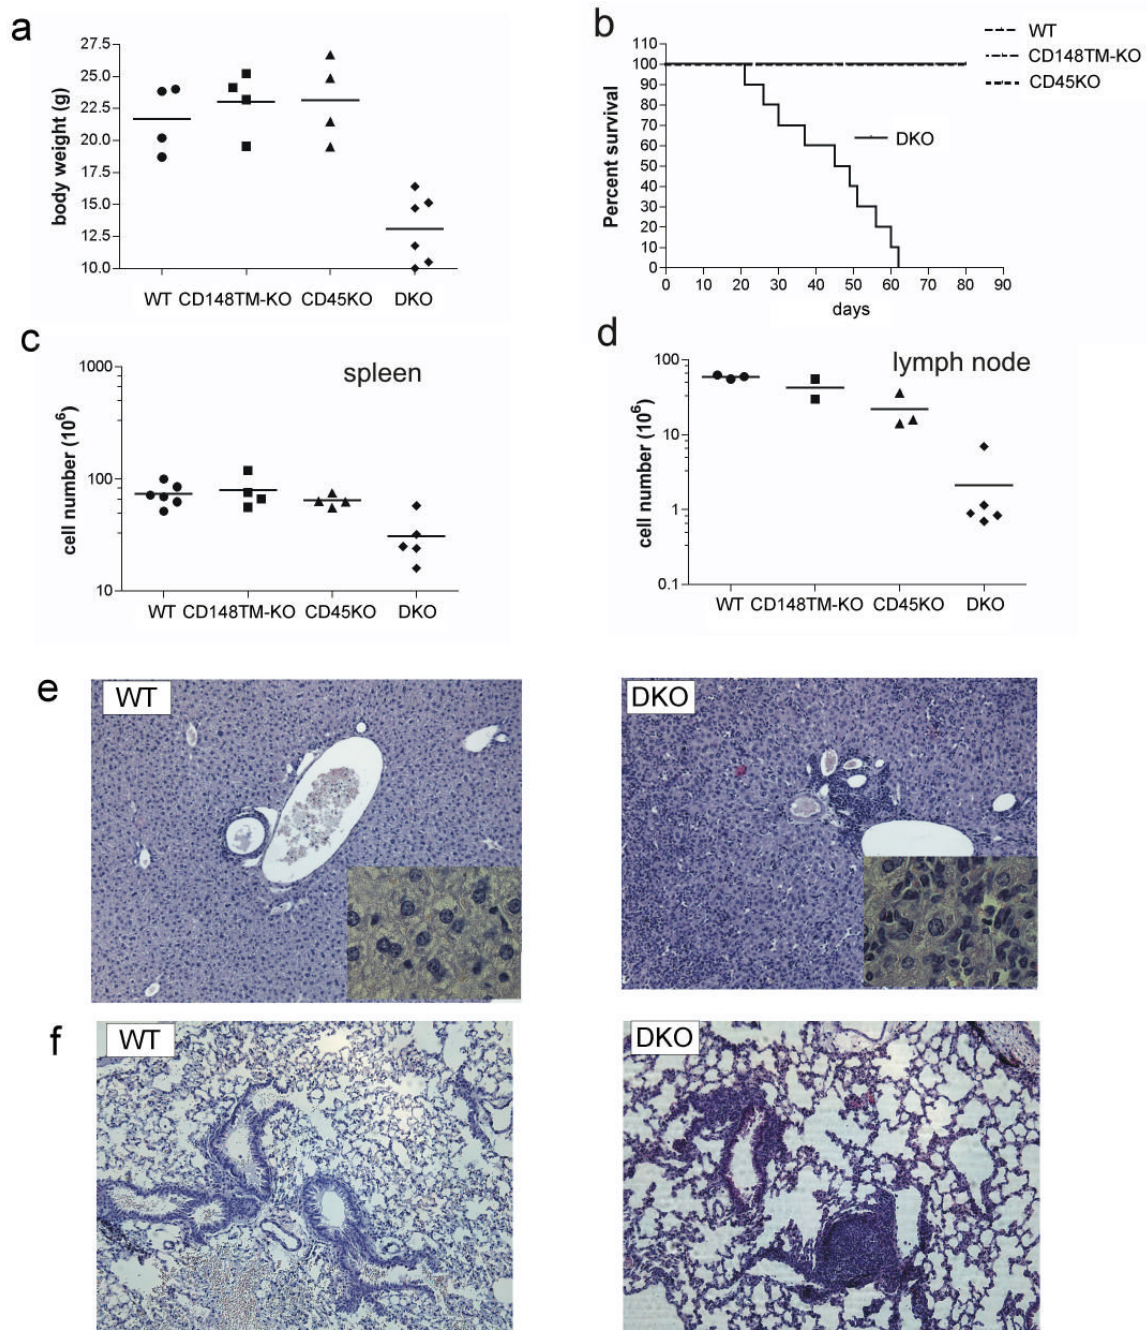 a
27.5
25.0
22.5
20.0
17.5
15.0
12.5
10.0
body weight (g)
WT CD148TM-KO CD45KO DKO
b
110
100
90
80
70
60
50
40
30
20
10
0
Percent survival
0 10 20 30 40 50 60 70 80 90
days
WT
CD148TM-KO
CD45KO
DKO
c
spleen
1000
100
10
cell number (10⁶)
WT CD148TM-KO CD45KO DKO
d
lymph node
100
10
1
0.1
cell number (10⁶)
WT CD148TM-KO CD45KO DKO
e
WT
DKO
f
WT
DKO